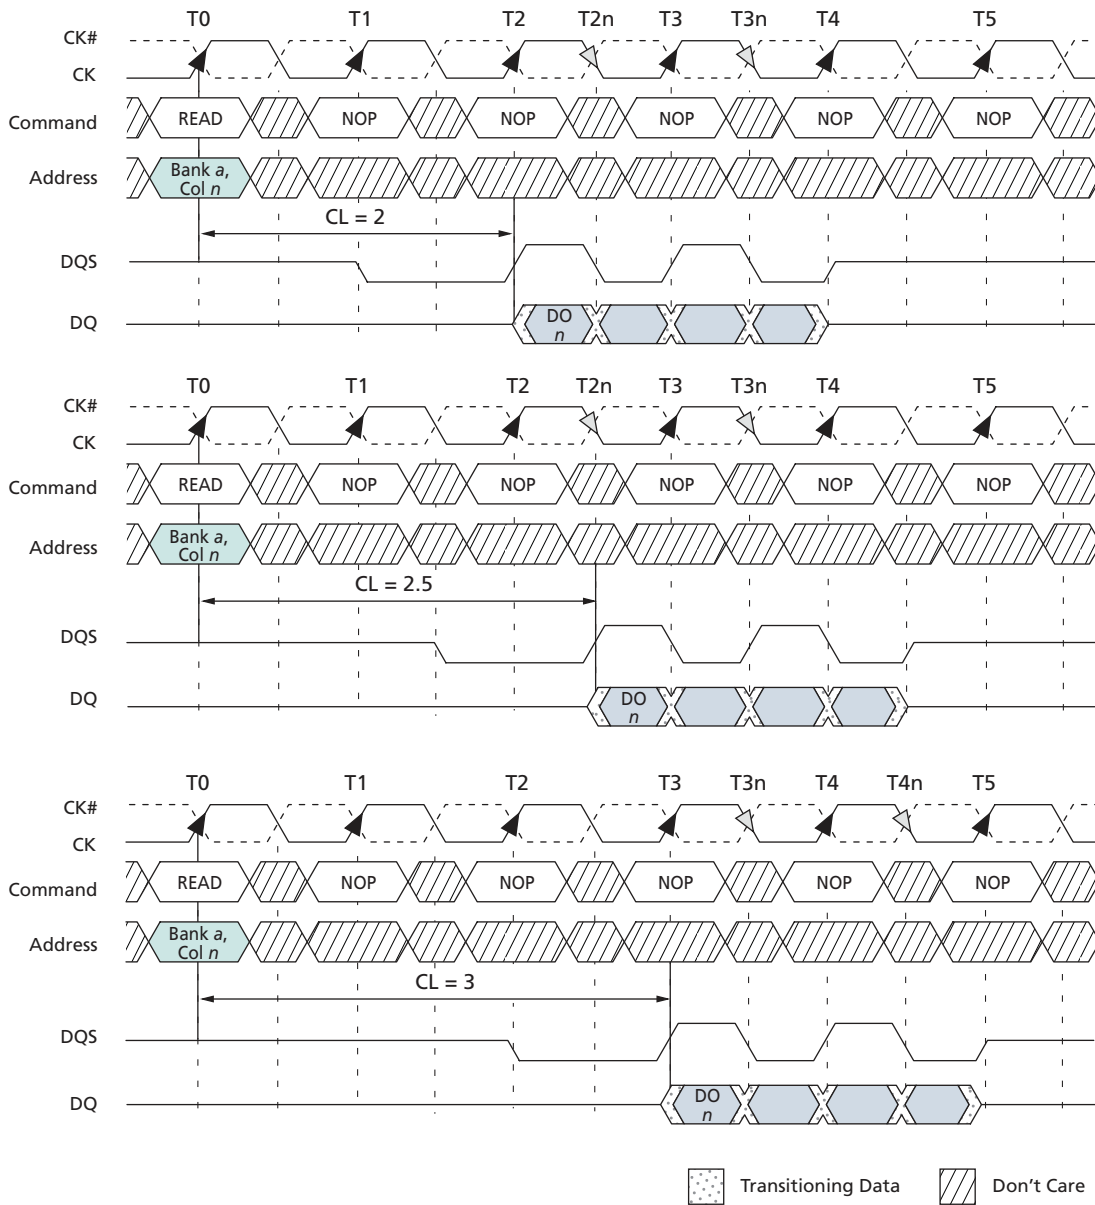 T0 T1 T2 T2n T3 T3n T4 T5
CK#
CK
Command READ NOP NOP NOP NOP NOP
Address Bank a,
Col n
CL = 2
DQS
DQ DO
n
T0 T1 T2 T2n T3 T3n T4 T5
CK#
CK
Command READ NOP NOP NOP NOP NOP
Address Bank a,
Col n
CL = 2.5
DQS
DQ DO
n
T0 T1 T2 T3 T3n T4 T4n T5
CK#
CK
Command READ NOP NOP NOP NOP NOP
Address Bank a,
Col n
CL = 3
DQS
DQ DO
n
Transitioning Data Don't Care